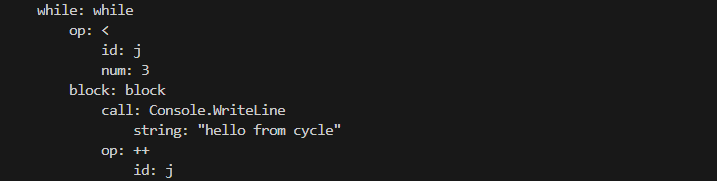 while: while
op: <
id: j
num: 3
block: block
call: Console.WriteLine
string: "hello from cycle"
op: ++
id: j